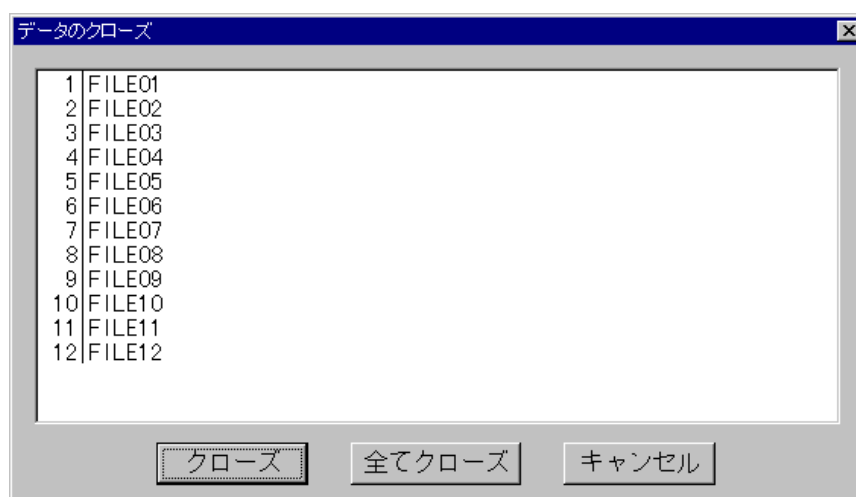 データのクローズ
1 FILE01
2 FILE02
3 FILE03
4 FILE04
5 FILE05
6 FILE06
7 FILE07
8 FILE08
9 FILE09
10 FILE10
11 FILE11
12 FILE12
クローズ 全てクローズ キャンセル